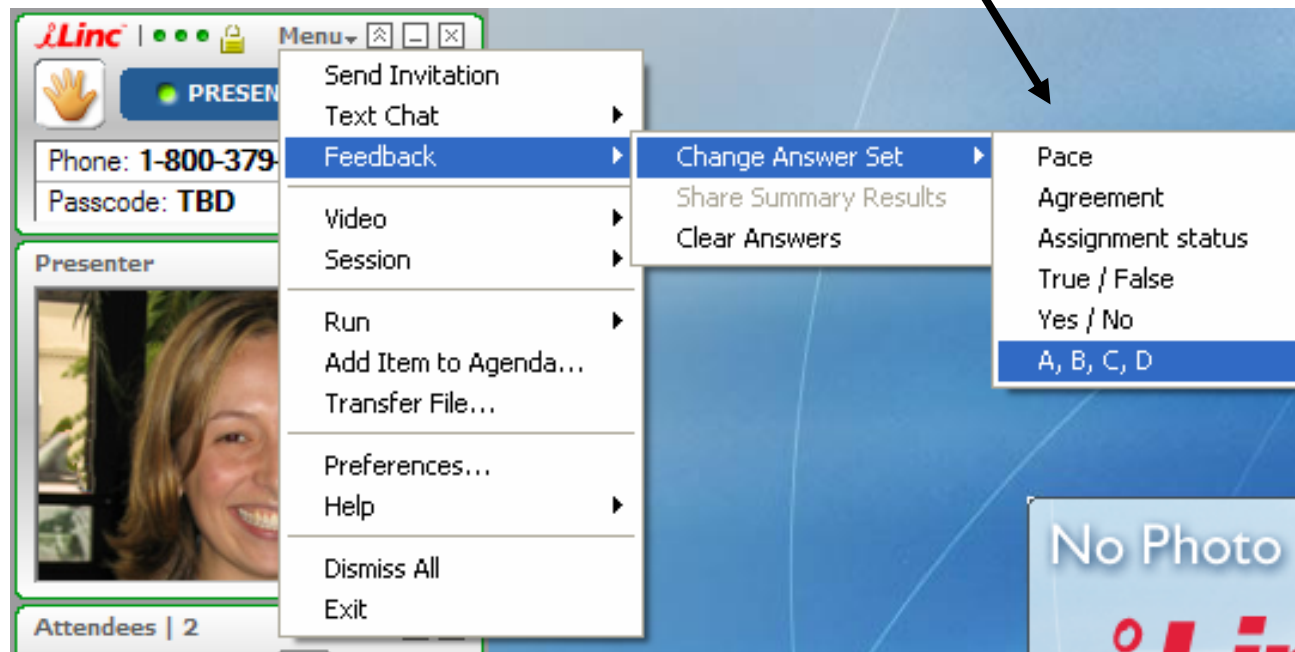 iLinc Menu
PRESEN
Phone: 1-800-379-
Passcode: TBD
Presenter
Attendees | 2
Send Invitation
Text Chat
Feedback
Video
Session
Run
Add Item to Agenda...
Transfer File...
Preferences...
Help
Dismiss All
Exit
Change Answer Set
Share Summary Results
Clear Answers
Pace
Agreement
Assignment status
True / False
Yes / No
A, B, C, D
No Photo
iLin